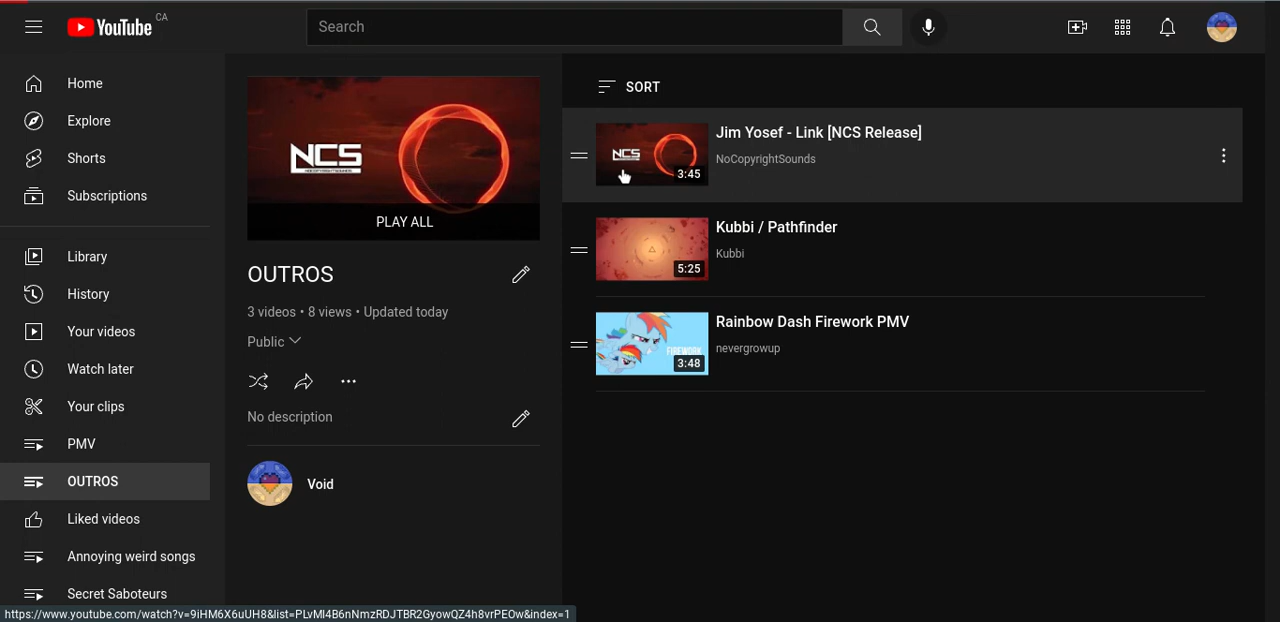 YouTube CA
Search
Home
Explore
Shorts
Subscriptions
Library
History
Your videos
Watch later
Your clips
PMV
OUTROS
Liked videos
Annoying weird songs
Secret Saboteurs
NCS
NOCOPYRIGHTSOUNDS
PLAY ALL
OUTROS
3 videos • 8 views • Updated today
Public
No description
Void
SORT
NCS
3:45
Jim Yosef - Link [NCS Release]
NoCopyrightSounds
5:25
Kubbi / Pathfinder
Kubbi
FIREWORK
3:48
Rainbow Dash Firework PMV
nevergrowup
https://www.youtube.com/watch?v=9iHM6X6uUH8&list=PLvMI4B6nNmzRDJTBR2GyowQZ4h8vrPEOw&index=1